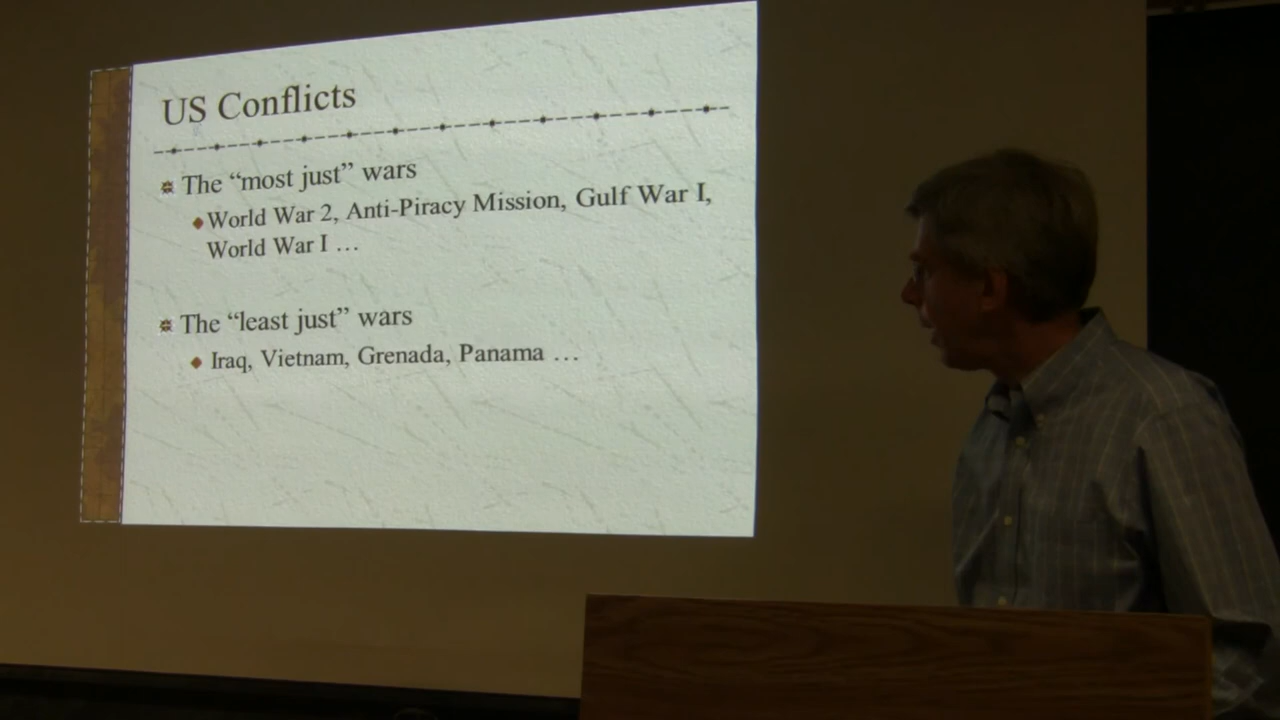 US Conflicts
The “most just” wars
World War 2, Anti-Piracy Mission, Gulf War I,
World War I …
The “least just” wars
Iraq, Vietnam, Grenada, Panama …